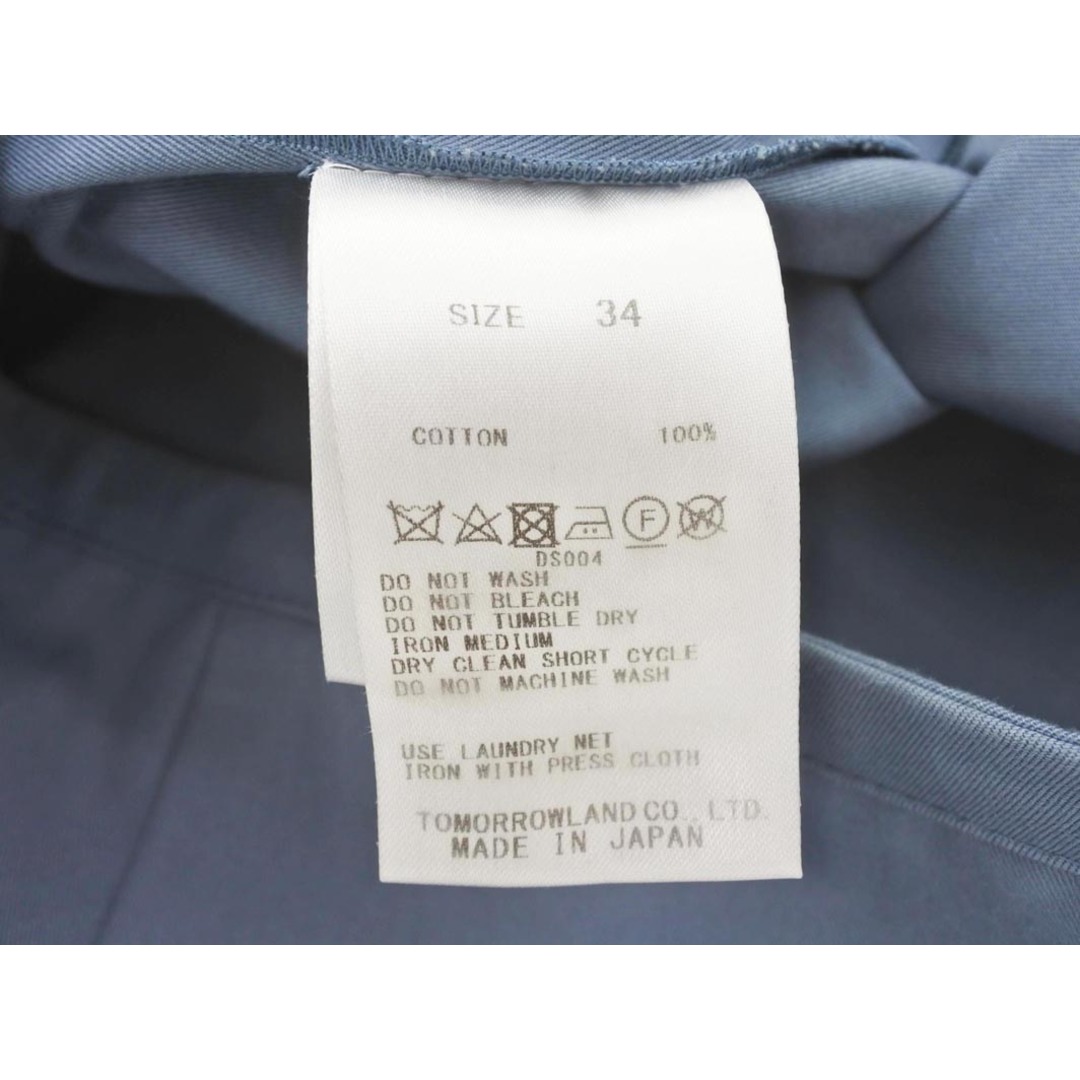 SIZE 34
COTTON 100%
F W
DS004
DO NOT WASH
DO NOT BLEACH
DO NOT TUMBLE DRY
IRON MEDIUM
DRY CLEAN SHORT CYCLE
DO NOT MACHINE WASH
USE LAUNDRY NET
IRON WITH PRESS CLOTH
TOMORROWLAND CO., LTD.
MADE IN JAPAN